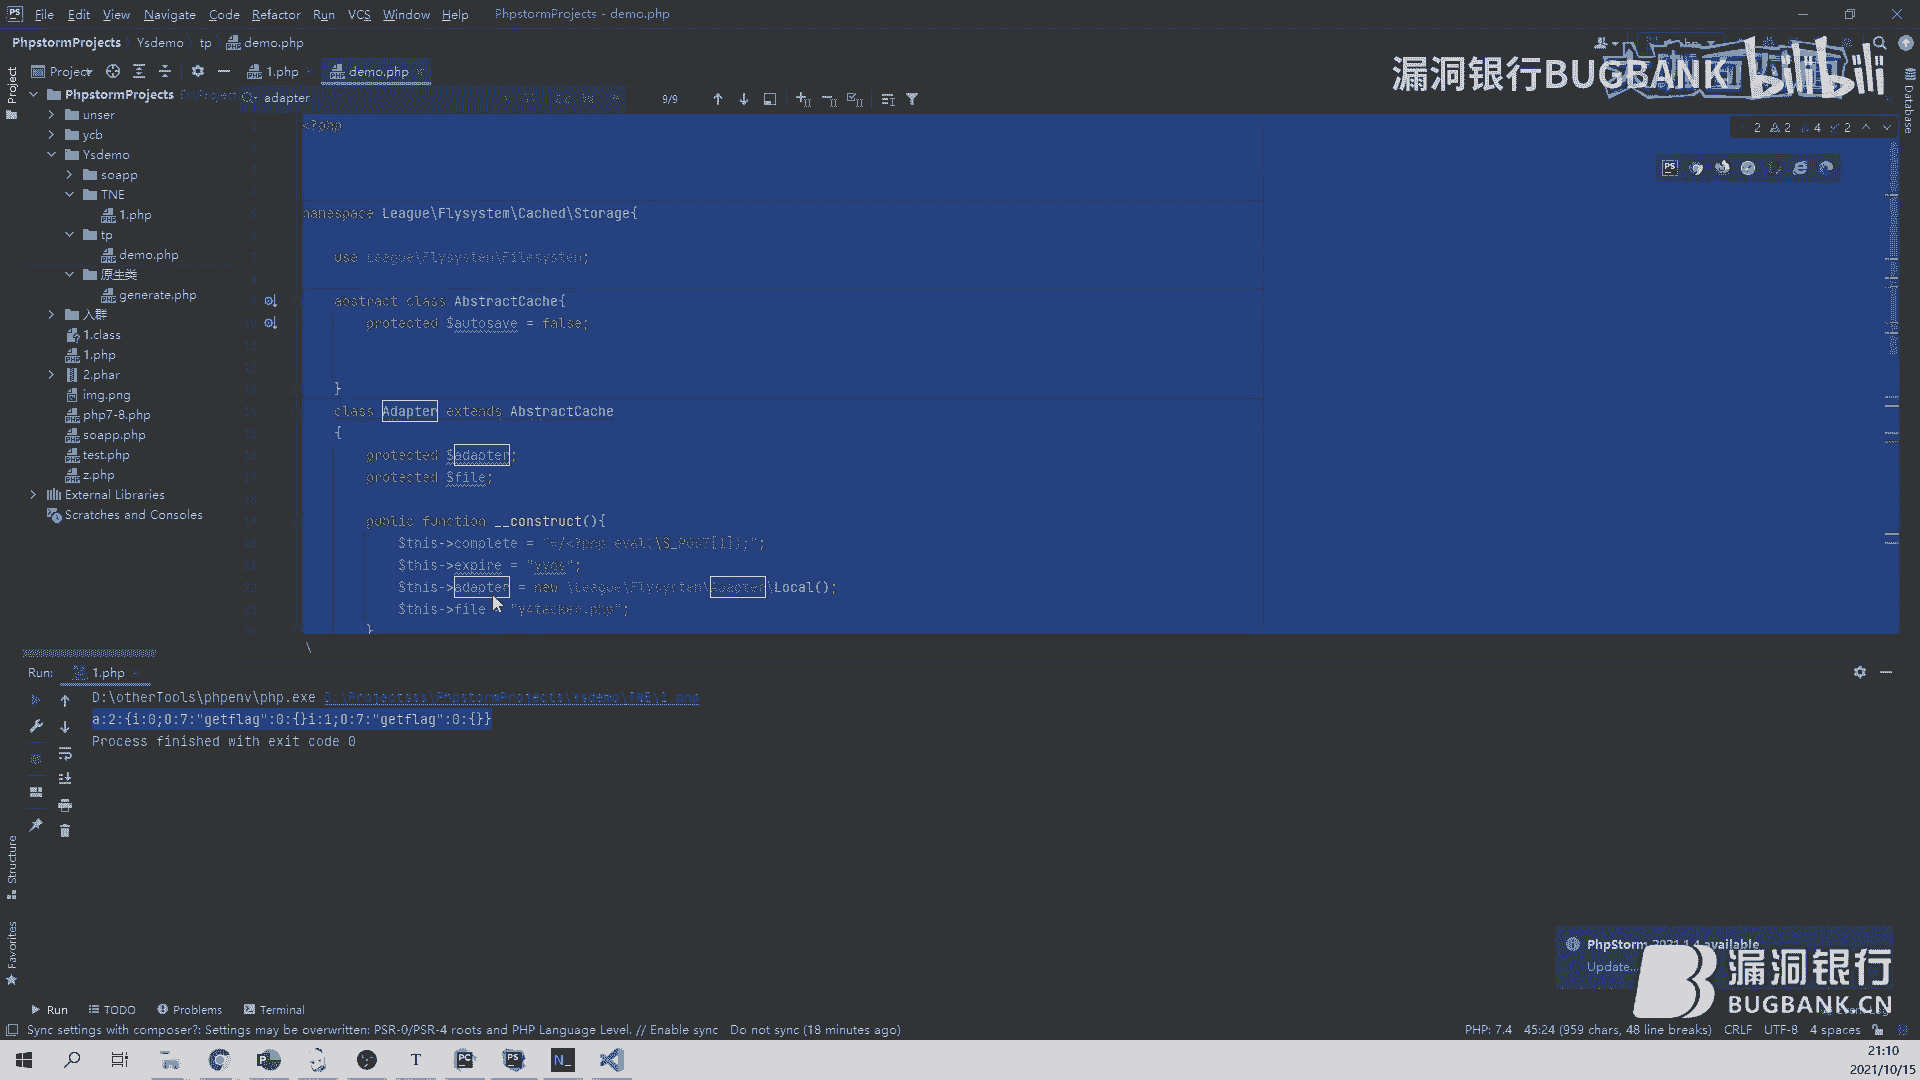 File Edit View Navigate Code Refactor Run VCS Window Help PhpstormProjects - demo.php
PhpstormProjects Ysdemo tp demo.php
漏洞银行BUGBANK bilibili
Project
1.php
demo.php
adapter
9/9
PhpstormProjects
unser
ycb
Ysdemo
soapp
TNE
1.php
tp
demo.php
原生类
generate.php
入群
1.class
1.php
2.phar
img.png
php7-8.php
soapp.php
test.php
z.php
External Libraries
Scratches and Consoles
Project
Structure
Favorites
Database
2 2 4 2
<?php
namespace League\Flysystem\Cached\Storage{
use League\Flysystem\Filesystem;
abstract class AbstractCache{
protected $autosave = false;
}
class Adapter extends AbstractCache
{
protected $adapter;
protected $file;
public function __construct(){
$this->complete = 
$this->expire = 
$this->adapter = new \League\Flysystem\Adapter\Local();
$this->file = "y4tacker.php";
}
\
Run: 1.php
D:\otherTools\phpenv\php.exe D:\Projectsss\PhpstormProjects\Ysdemo\TNE\1.php
a:2:{i:0;O:7:"getflag":0:{}i:1;O:7:"getflag":0:{}}
Process finished with exit code 0
PhpStorm 2021.1.4 available
Update...
漏洞银行
BUGBANK.CN
Run TODO Problems Terminal
Sync settings with composer?: Settings may be overwritten: PSR-0/PSR-4 roots and PHP Language Level. // Enable sync Do not sync (18 minutes ago)
PHP: 7.4 45:24 (959 chars, 48 line breaks) CRLF UTF-8 4 spaces
21:10
2021/10/15